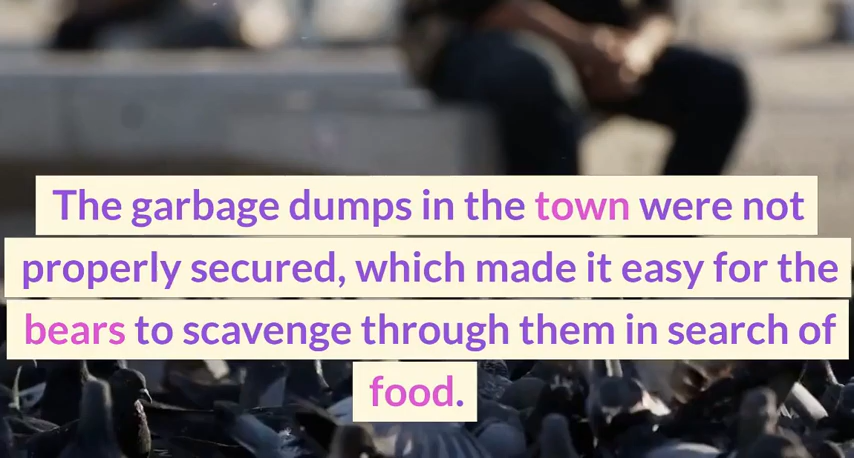 The garbage dumps in the town were not
properly secured, which made it easy for the
bears to scavenge through them in search of
food.